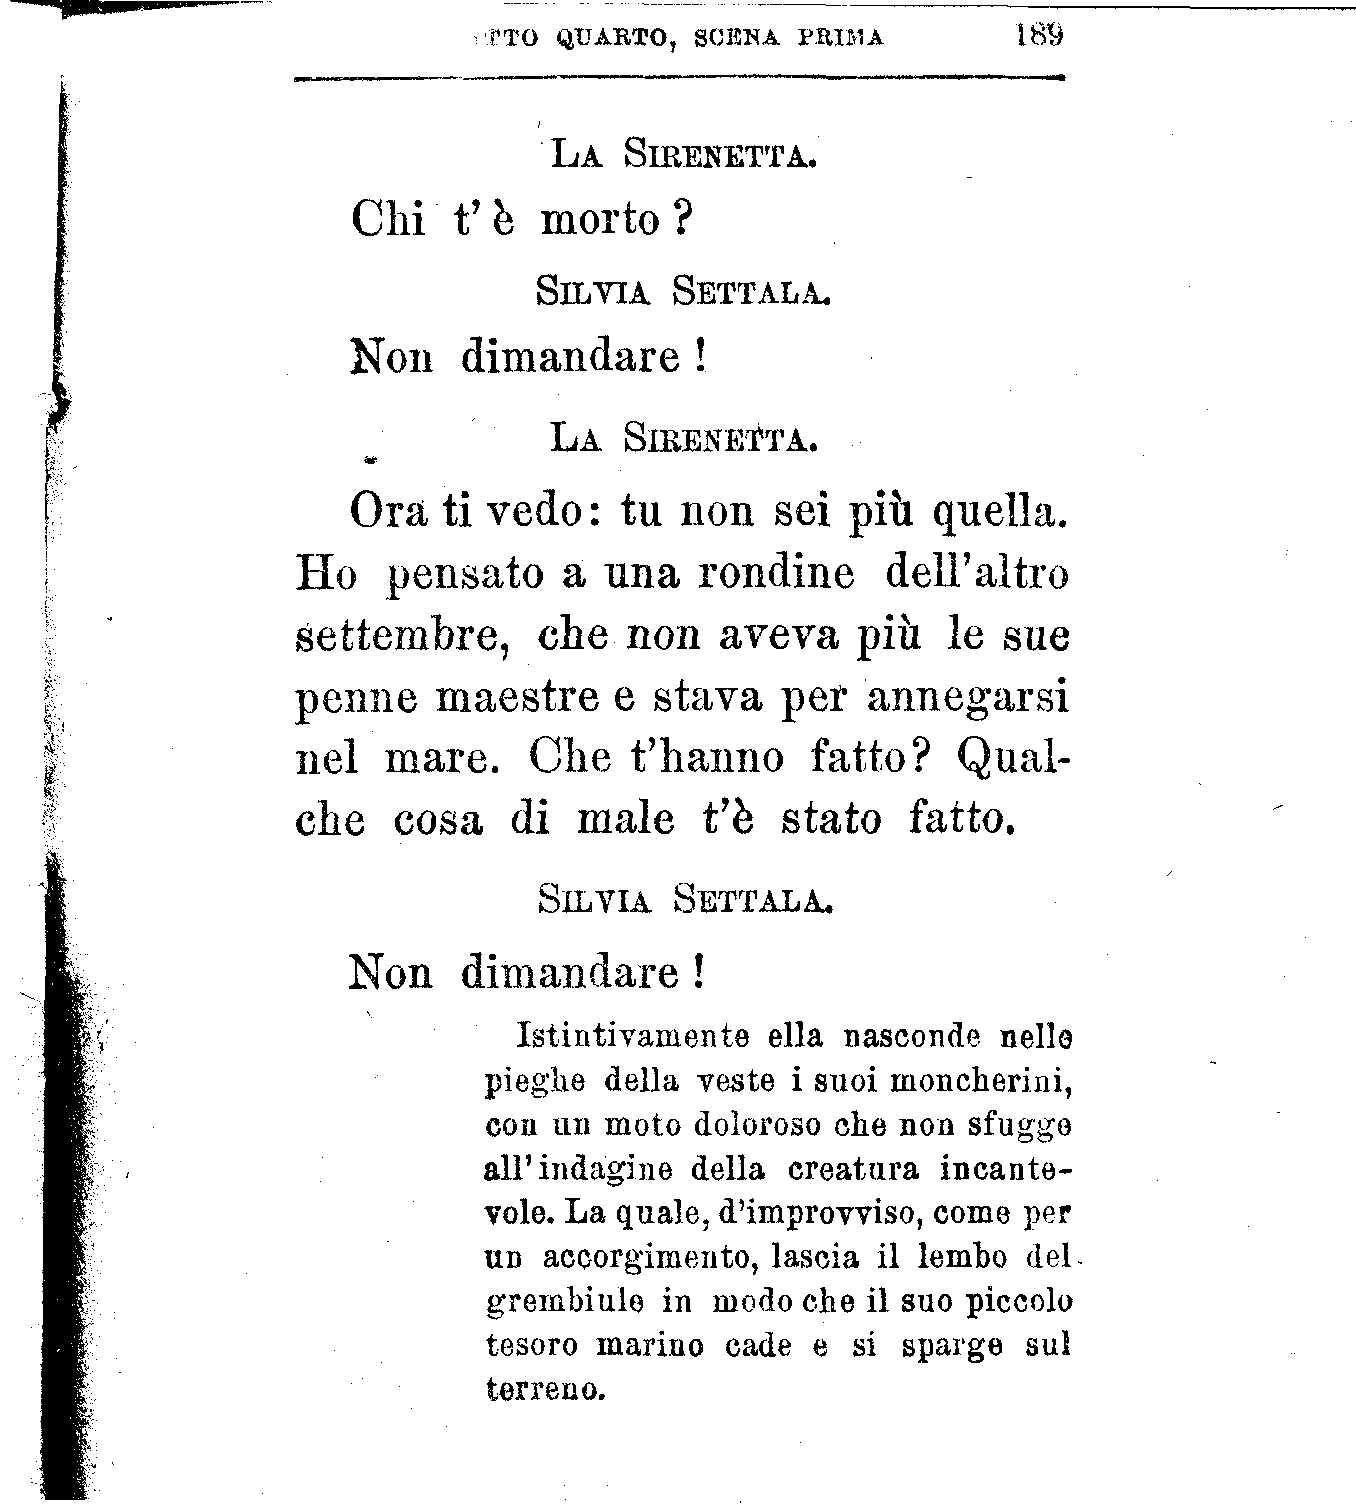 ATTO QUARTO, SCENA PRIMA 189
LA SIRENETTA.
Chi t'è morto?
SILVIA SETTALA.
Non dimandare!
LA SIRENETTA.
Ora ti vedo: tu non sei più quella.
Ho pensato a una rondine dell'altro
settembre, che non aveva più le sue
penne maestre e stava per annegarsi
nel mare. Che t'hanno fatto? Qual-
che cosa di male t'è stato fatto.
SILVIA SETTALA.
Non dimandare!
Istintivamente ella nasconde nelle
pieghe della veste i suoi moncherini,
con un moto doloroso che non sfugge
all'indagine della creatura incante-
vole. La quale, d'improvviso, come per
un accorgimento, lascia il lembo del
grembiule in modo che il suo piccolo
tesoro marino cade e si sparge sul
terreno.